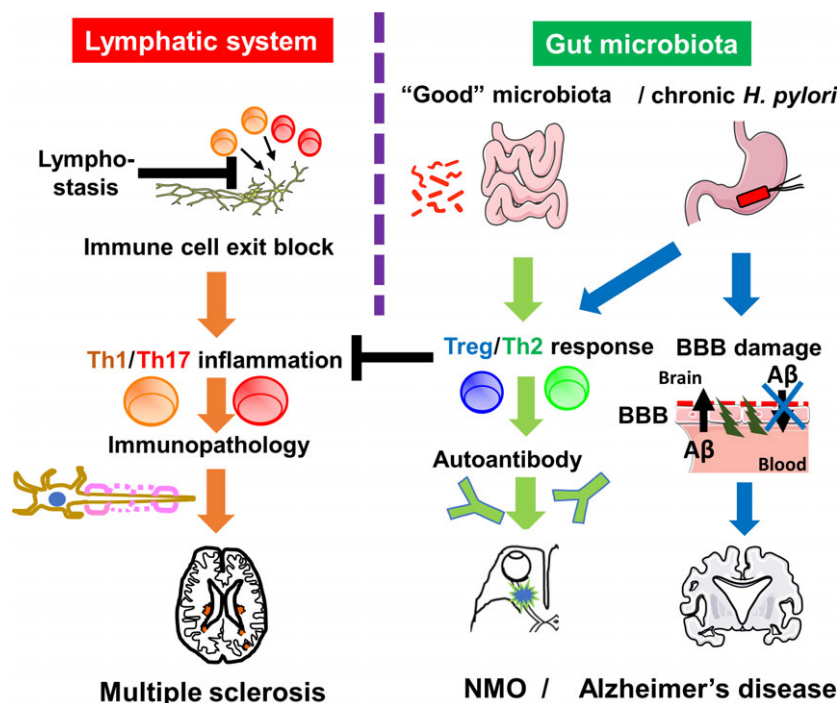 Lymphatic system
Gut microbiota
"Good" microbiota / chronic H. pylori
Lympho-
stasis
Immune cell exit block
Th1/Th17 inflammation
Treg/Th2 response
BBB damage
Immunopathology
Autoantibody
Brain
Aβ
BBB
Aβ
Blood
Multiple sclerosis
NMO / Alzheimer's disease